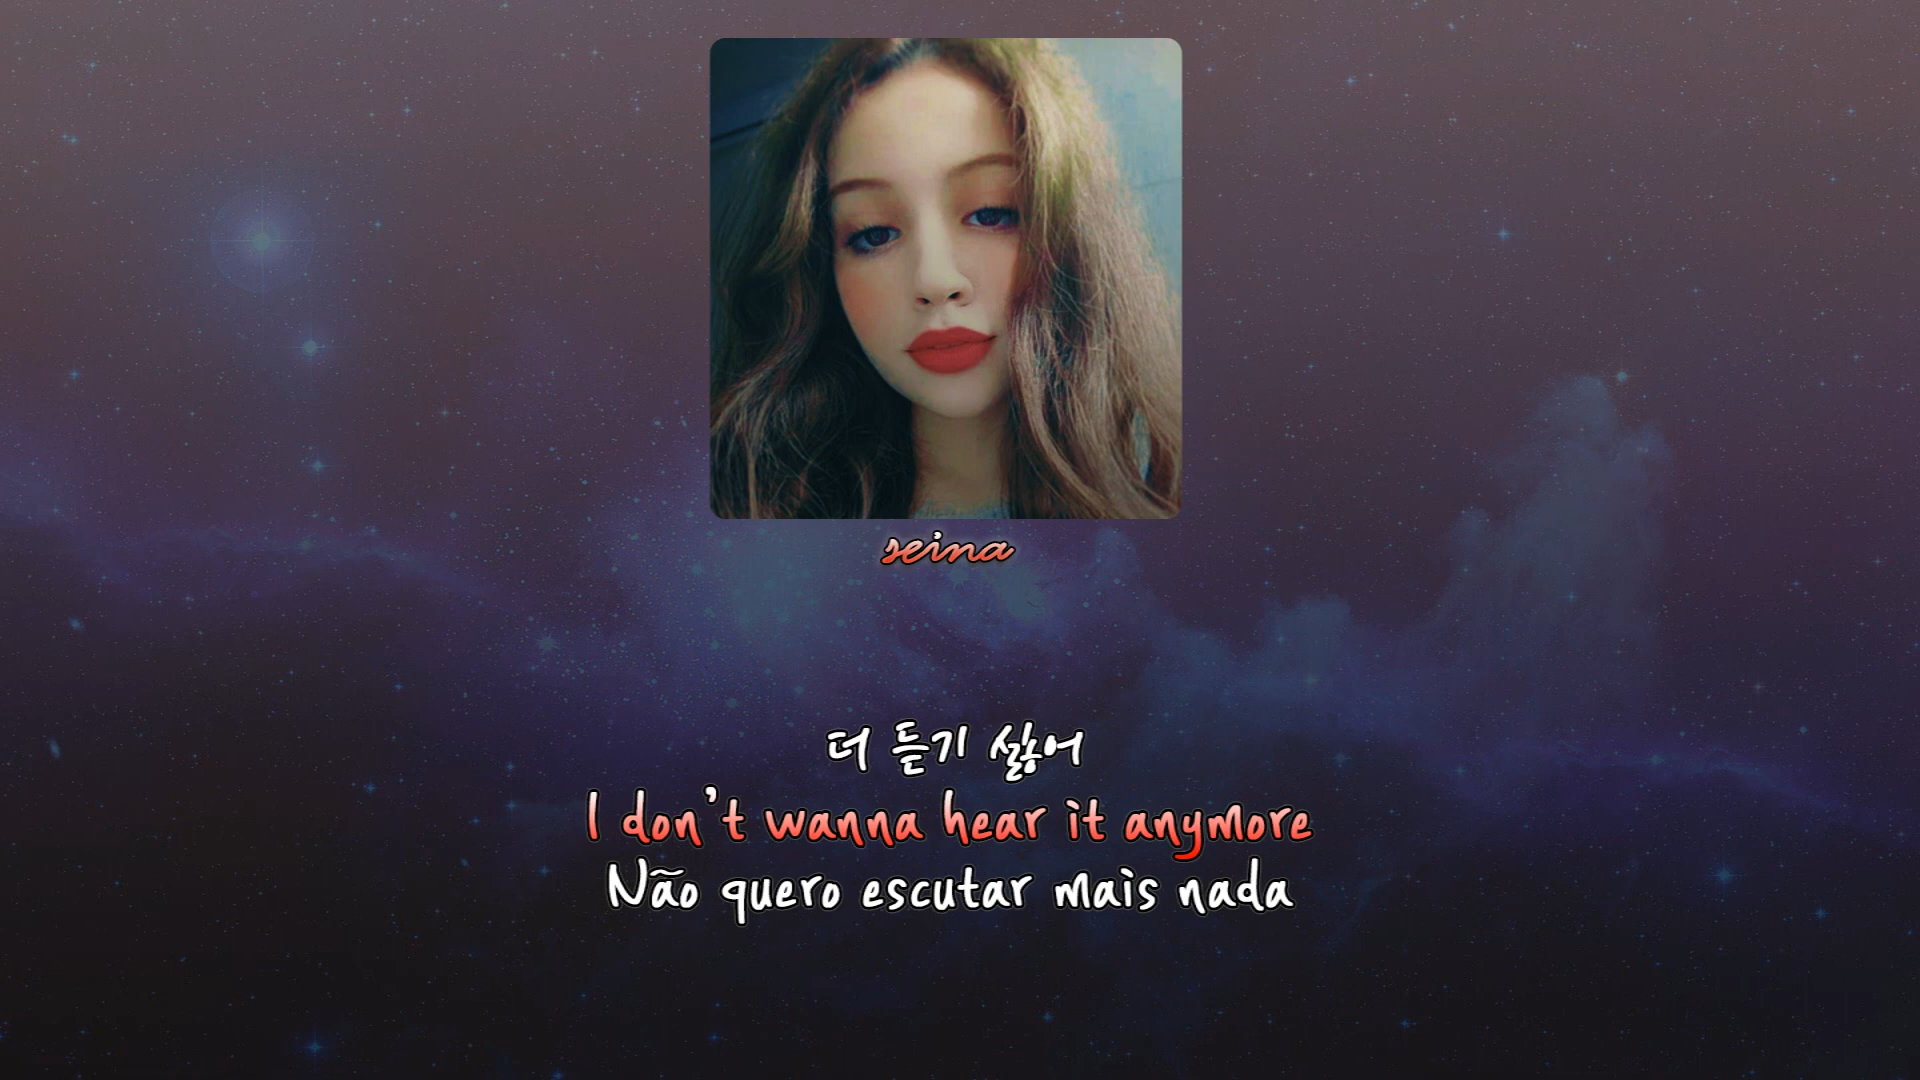 seina
더 듣기 싫어
I don't wanna hear it anymore
Não quero escutar mais nada